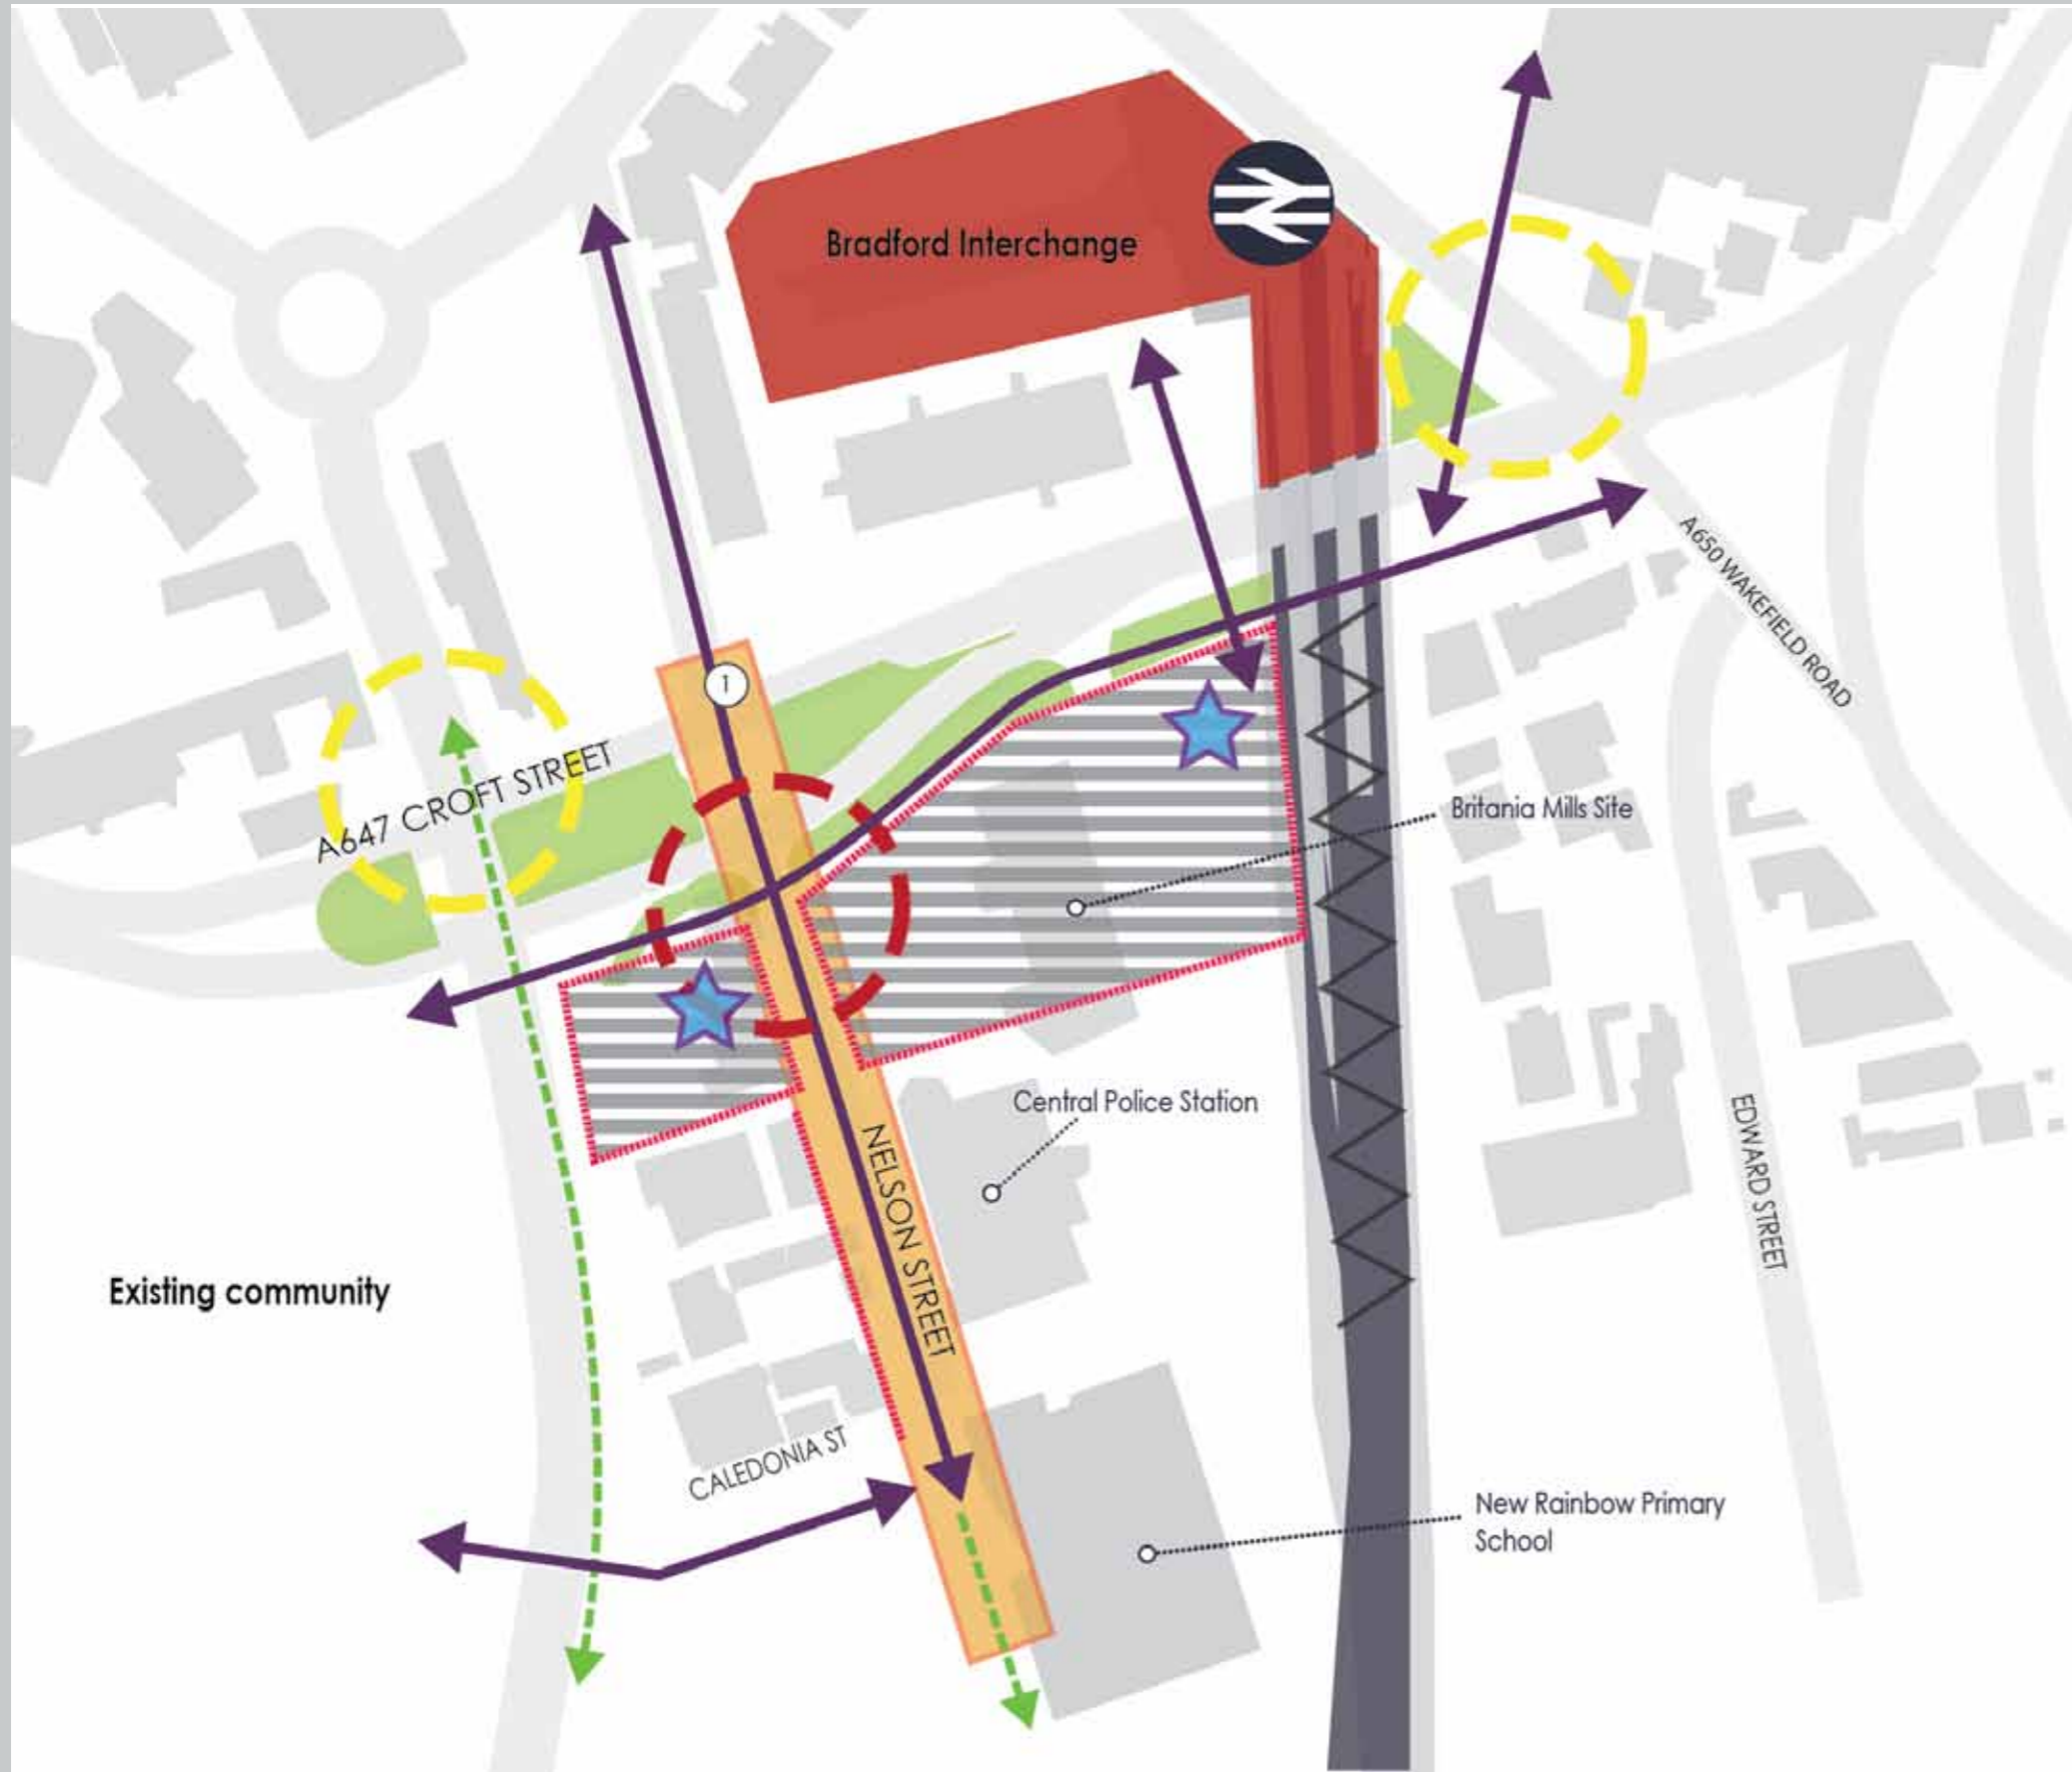 Bradford Interchange
A650 WAKEFIELD ROAD
1
A647 CROFT STREET
Britania Mills Site
Central Police Station
NELSON STREET
EDWARD STREET
Existing community
CALEDONIA ST
New Rainbow Primary
School